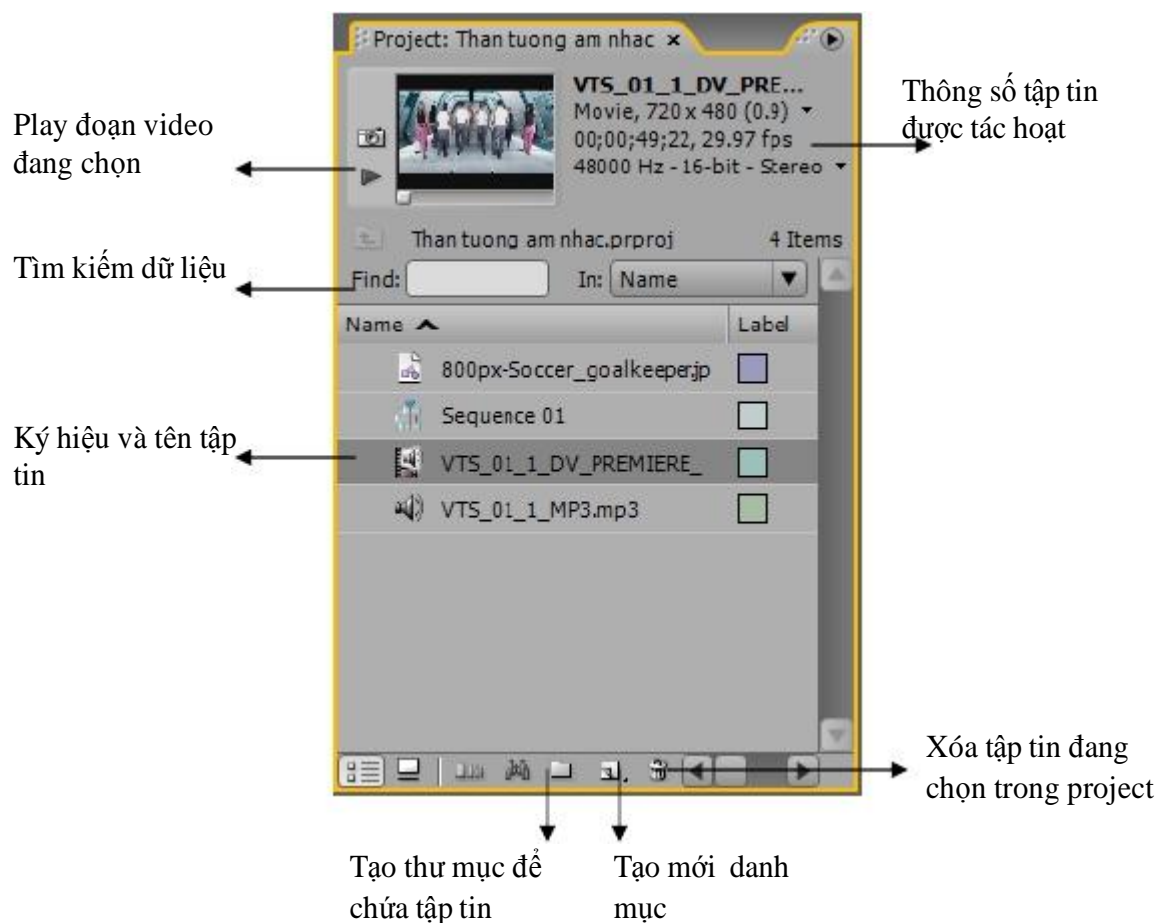 Project: Than tuong am nhac x
VTS_01_1_DV_PRE...
Movie, 720 x 480 (0.9)
00;00;49;22, 29.97 fps
48000 Hz - 16-bit - Stereo
Thông số tập tin
được tác hoạt
Play đoạn video
đang chọn
Than tuong am nhac.prproj 4 Items
Tìm kiếm dữ liệu
Find: In: Name
Name Label
800px-Soccer_goalkeeper.jp
Sequence 01
Ký hiệu và tên tập
tin
VTS_01_1_DV_PREMIERE_
VTS_01_1_MP3.mp3
Xóa tập tin đang
chọn trong project
Tạo thư mục để
chứa tập tin
Tạo mới danh
mục